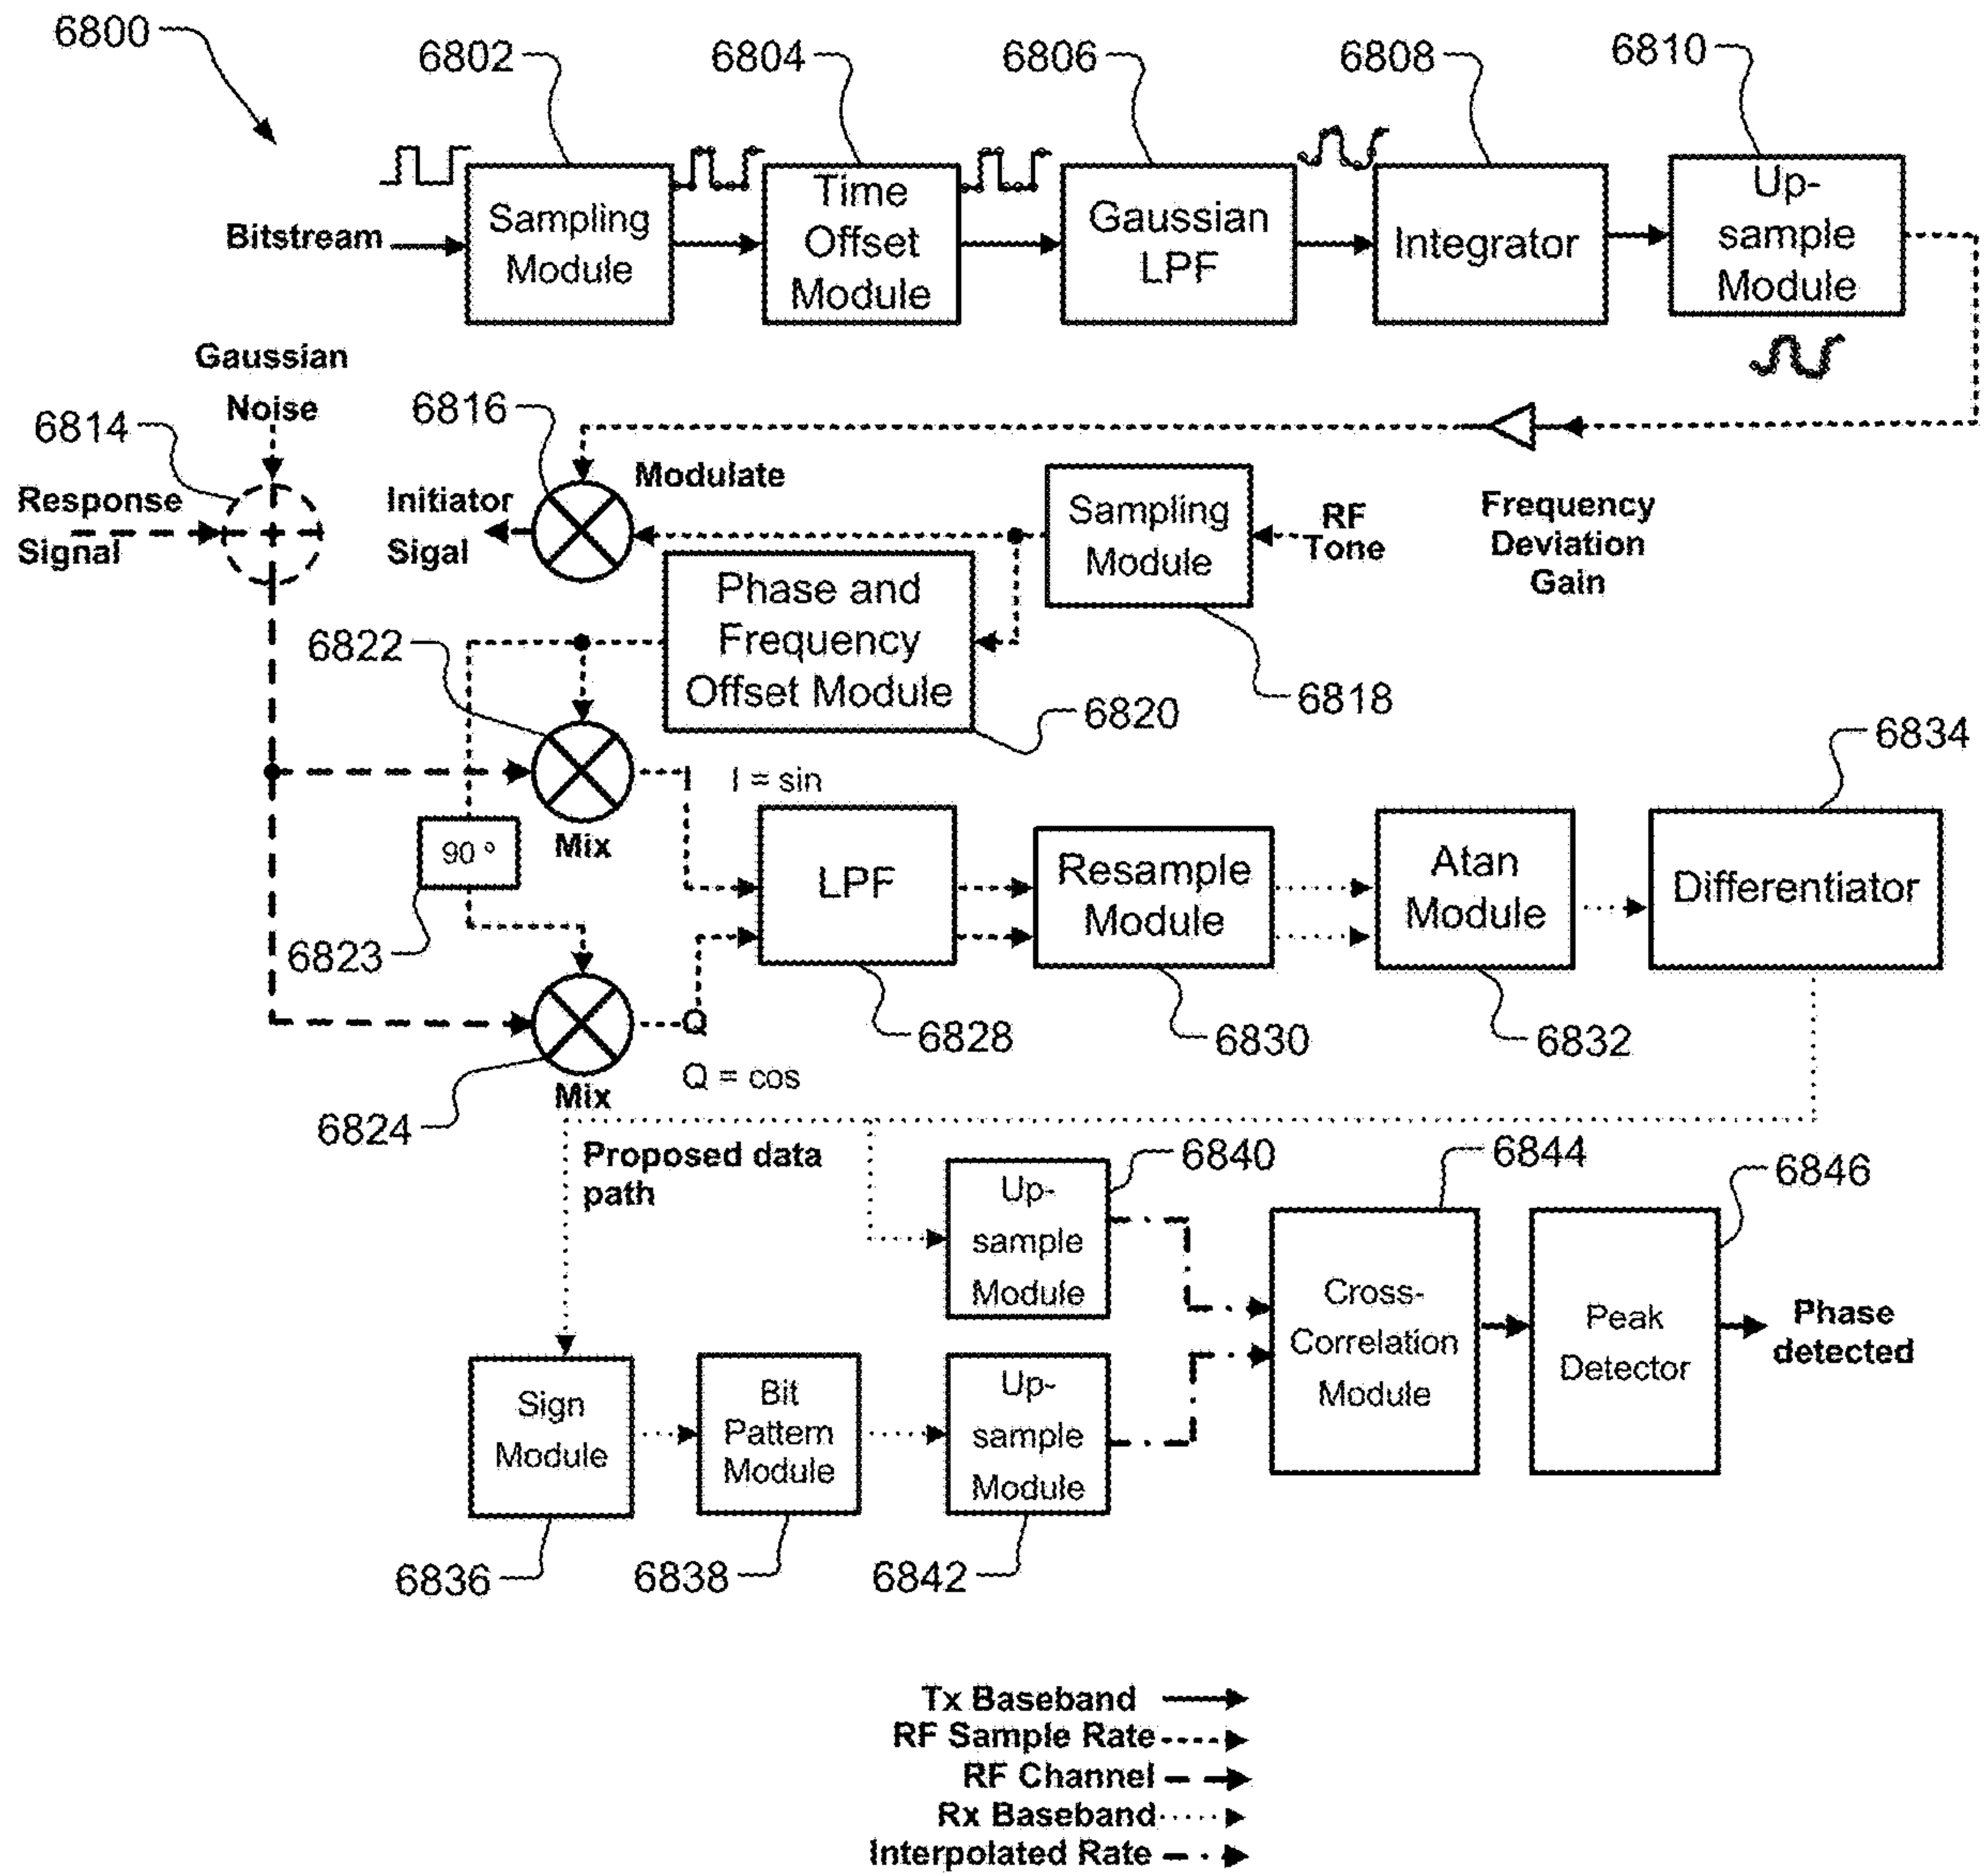 6800
6802
6804
6806
6808
6810
Bitstream
Sampling
Module
Time
Offset
Module
Gaussian
LPF
Integrator
Up-
sample
Module
Gaussian
Noise
6814
6816
Response
Signal
Initiator
Sigal
Modulate
Sampling
Module
RF
Tone
Frequency
Deviation
Gain
Phase and
Frequency
Offset Module
6818
6820
6822
I
I = sin
Mix
90 °
6823
6834
LPF
Resample
Module
Atan
Module
Differentiator
6828
6830
6832
Q
Q = cos
Mix
6824
Proposed data
path
6840
6844
6846
Up-
sample
Module
Cross-
Correlation
Module
Peak
Detector
Phase
detected
Sign
Module
Bit
Pattern
Module
Up-
sample
Module
6836
6838
6842
Tx Baseband
RF Sample Rate
RF Channel
Rx Baseband
Interpolated Rate